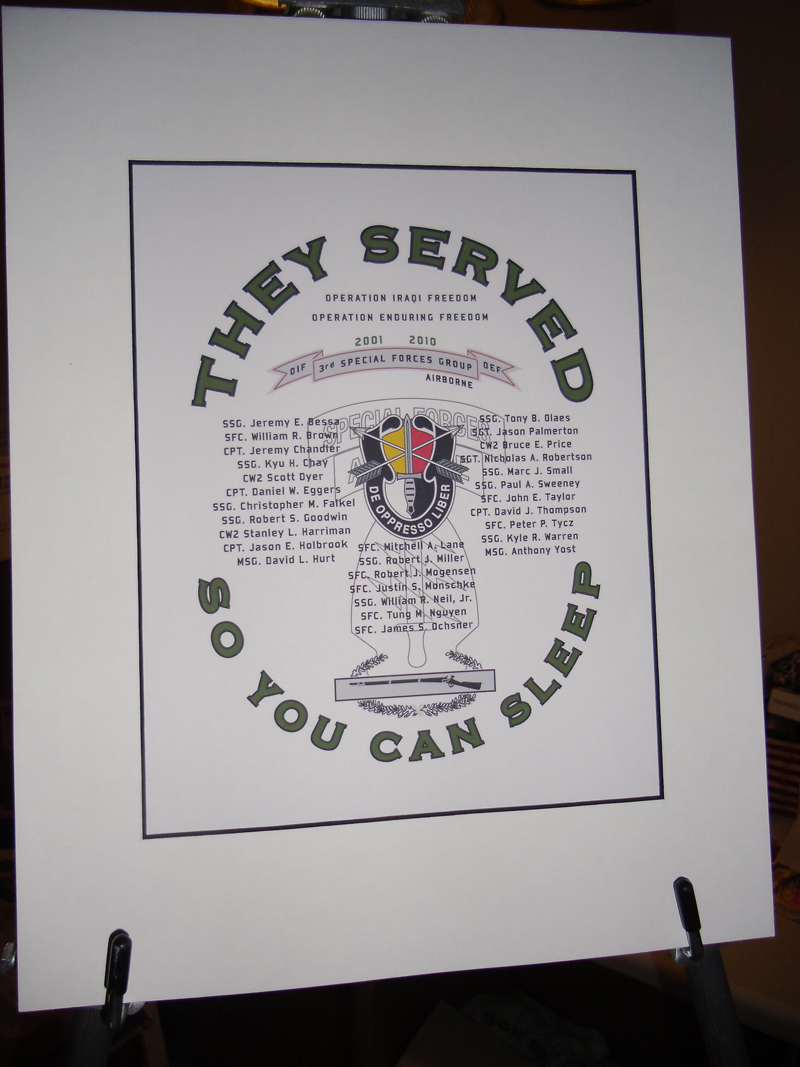 THEY SERVED
OPERATION IRAQI FREEDOM
OPERATION ENDURING FREEDOM
2001 2010
OIF 3rd SPECIAL FORCES GROUP OEF
AIRBORNE
SPECIAL FORCES
SSG. Jeremy E. Bessa
SFC. William R. Brown
CPT. Jeremy Chandler
SSG. Kyu H. Chay
CW2 Scott Dyer
CPT. Daniel W. Eggers
SSG. Christopher M. Falkel
SSG. Robert S. Goodwin
CW2 Stanley L. Harriman
CPT. Jason E. Holbrook
MSG. David L. Hurt
DE OPPRESSO LIBER
SFC. Mitchell A. Lane
SSG. Robert J. Miller
SFC. Robert J. Mogensen
SFC. Justin S. Monschke
SSG. William R. Neil, Jr.
SFC. Tung M. Nguyen
SFC. James S. Ochsner
SSG. Tony B. Olaes
SGT. Jason Palmerton
CW2 Bruce E. Price
SGT. Nicholas A. Robertson
SSG. Marc J. Small
SSG. Paul A. Sweeney
SFC. John E. Taylor
CPT. David J. Thompson
SFC. Peter P. Tycz
SSG. Kyle R. Warren
MSG. Anthony Yost
SO YOU CAN SLEEP